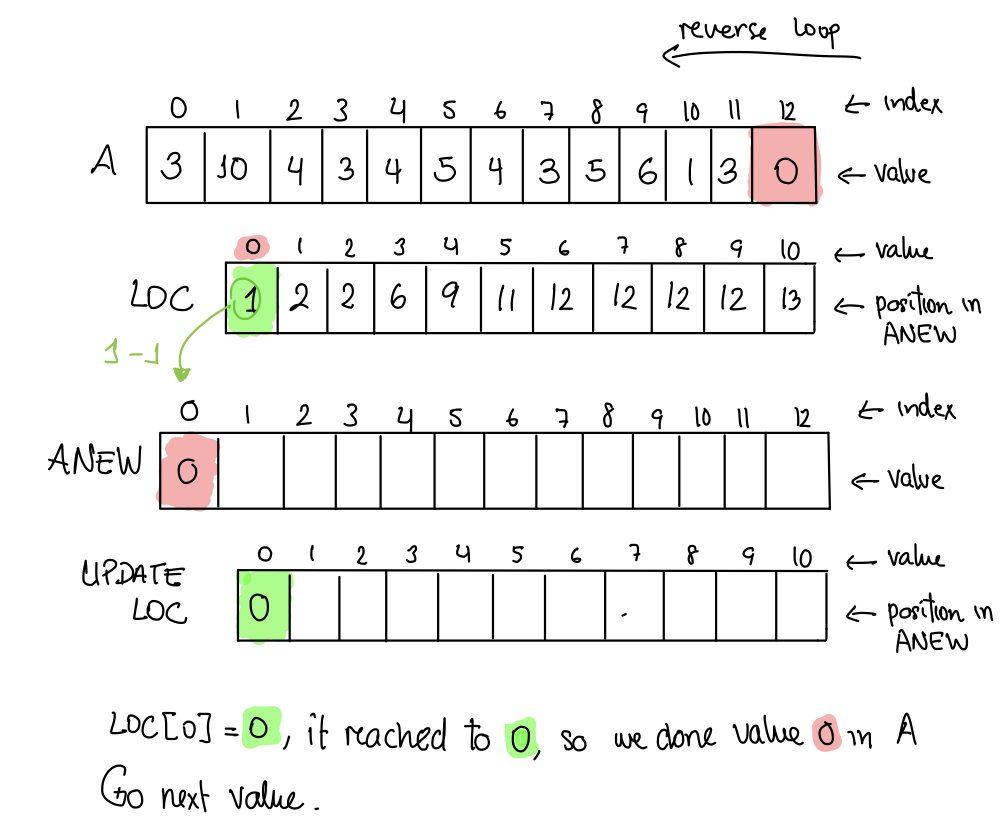 reverse loop
0 1 2 3 4 5 6 7 8 9 10 11 12 ← index
A 3 10 4 3 4 5 4 3 5 6 1 3 0 ← value
0 1 2 3 4 5 6 7 8 9 10 ← value
LOC 1 2 2 6 9 11 12 12 12 12 13 ← position in
ANEW
1-1
0 1 2 3 4 5 6 7 8 9 10 11 12 ← index
ANEW 0 ← value
0 1 2 3 4 5 6 7 8 9 10 ← value
UPDATE
LOC 0 ← position in
ANEW
LOC[0] = 0, it reached to 0, so we done value 0 in A
Go next value.